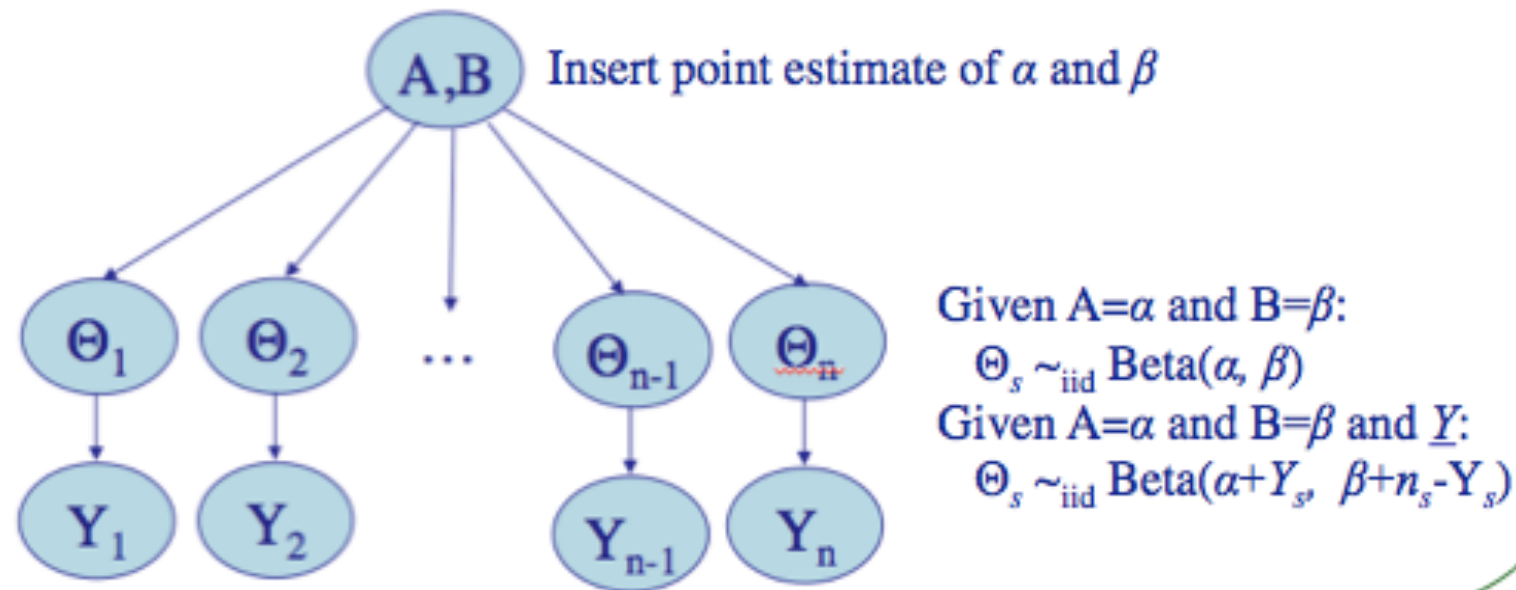 A,B
Insert point estimate of α and β
Θ₁ Θ₂ ... Θₙ₋₁ Θₙ
Given A=α and B=β:
Θₛ ~ᵢᵢd Beta(α, β)
Given A=α and B=β and Y:
Θₛ ~ᵢᵢd Beta(α+Yₛ, β+nₛ-Yₛ)
Y₁ Y₂ Yₙ₋₁ Yₙ